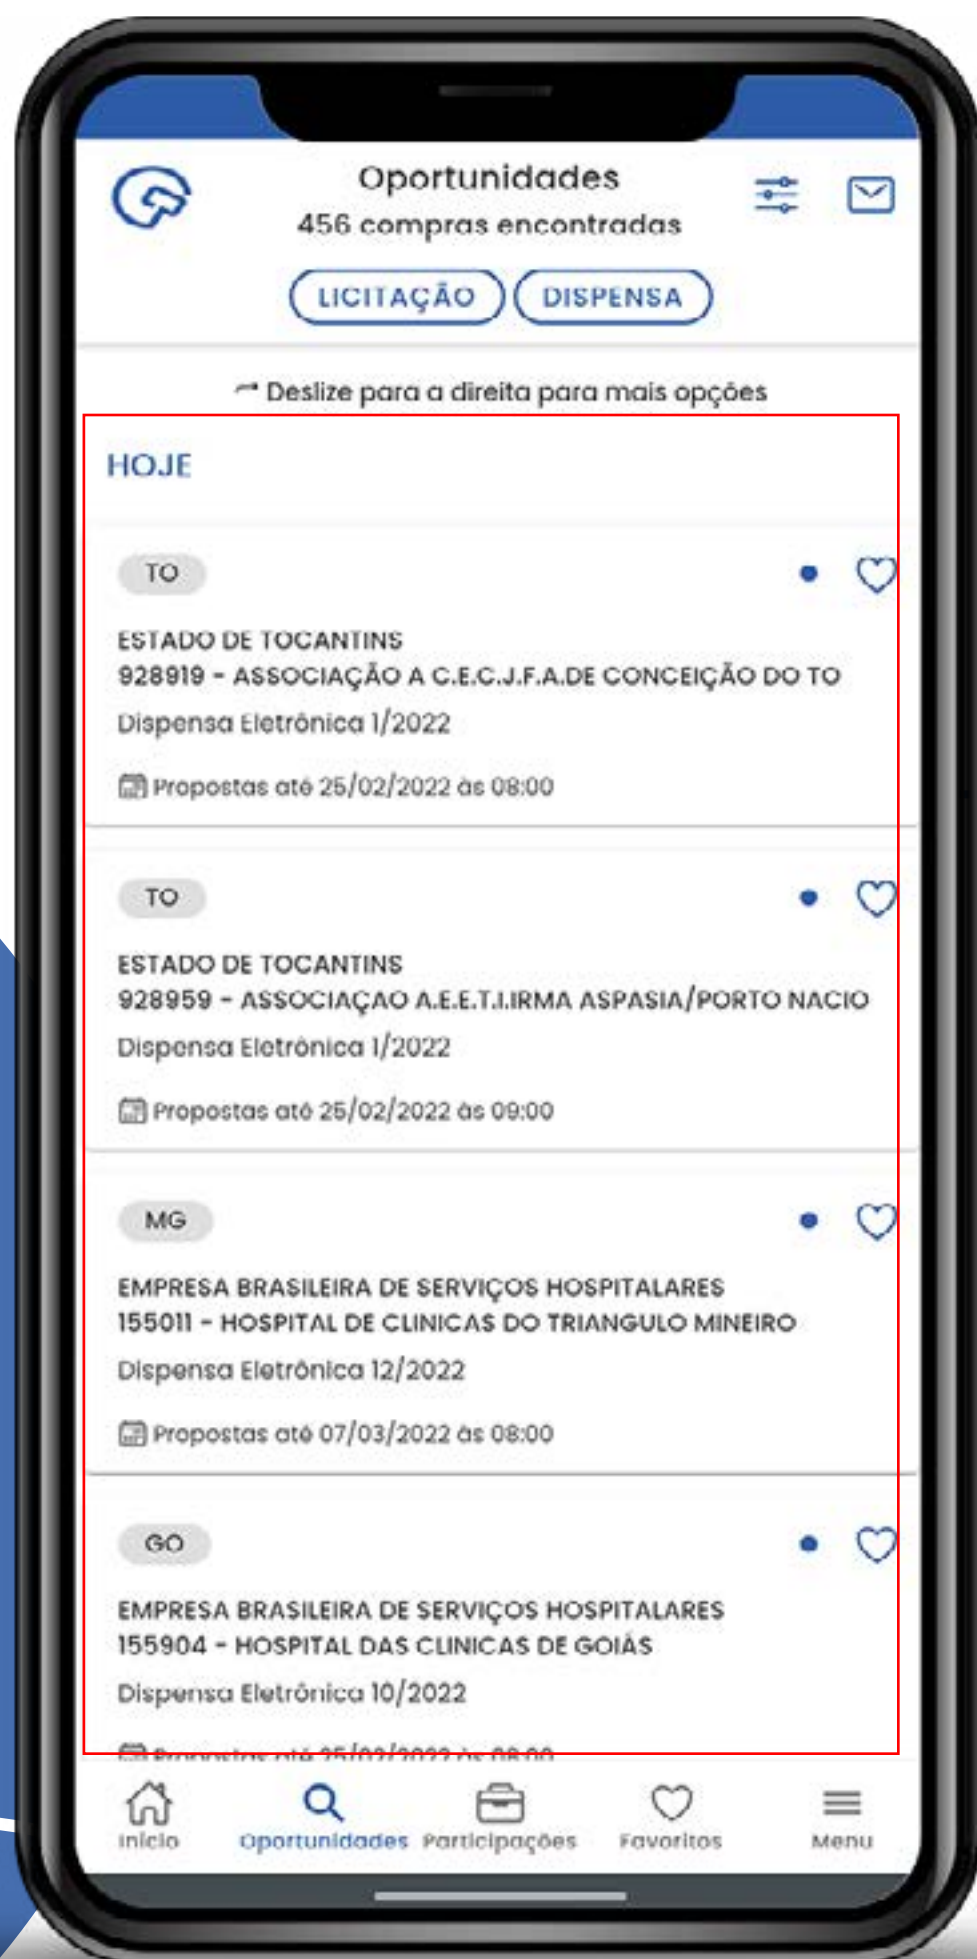 Oportunidades
456 compras encontradas
LICITAÇÃO DISPENSA
Deslize para a direita para mais opções
HOJE
TO
ESTADO DE TOCANTINS
928919 - ASSOCIAÇÃO A C.E.C.J.F.A.DE CONCEIÇÃO DO TO
Dispensa Eletrônica 1/2022
Propostas até 25/02/2022 às 08:00
TO
ESTADO DE TOCANTINS
928959 - ASSOCIAÇAO A.E.E.T.I.IRMA ASPASIA/PORTO NACIO
Dispensa Eletrônica 1/2022
Propostas até 25/02/2022 às 09:00
MG
EMPRESA BRASILEIRA DE SERVIÇOS HOSPITALARES
155011 - HOSPITAL DE CLINICAS DO TRIANGULO MINEIRO
Dispensa Eletrônica 12/2022
Propostas até 07/03/2022 às 08:00
GO
EMPRESA BRASILEIRA DE SERVIÇOS HOSPITALARES
155904 - HOSPITAL DAS CLINICAS DE GOIÁS
Dispensa Eletrônica 10/2022
Propostas até
Início Oportunidades Participações Favoritos Menu